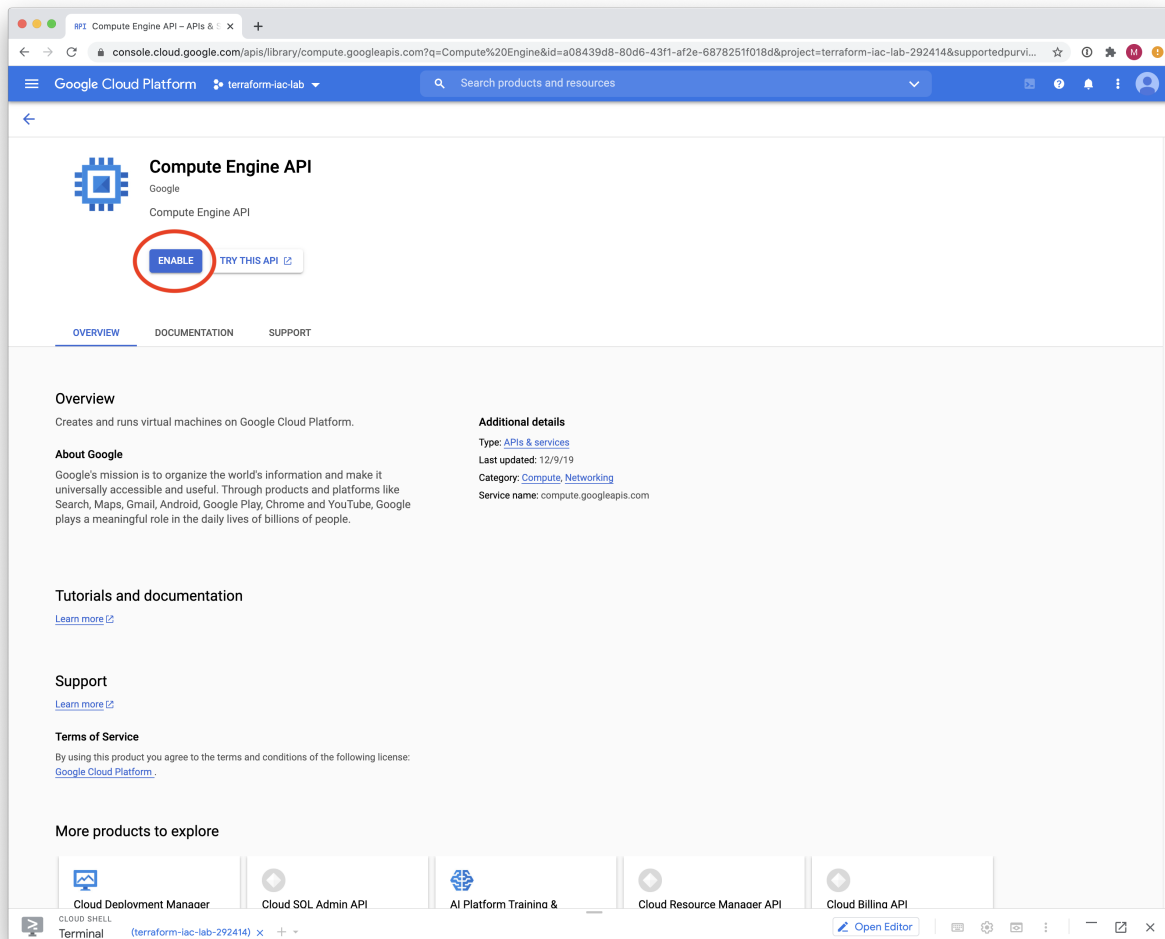 API Compute Engine API – APIs & S
console.cloud.google.com/apis/library/compute.googleapis.com?q=Compute%20Engine&id=a08439d8-80d6-43f1-af2e-6878251f018d&project=terraform-iac-lab-292414&supportedpurvi...
M
Google Cloud Platform
terraform-iac-lab
Search products and resources
Compute Engine API
Google
Compute Engine API
ENABLE
TRY THIS API
OVERVIEW
DOCUMENTATION
SUPPORT
Overview
Creates and runs virtual machines on Google Cloud Platform.
About Google
Google's mission is to organize the world's information and make it
universally accessible and useful. Through products and platforms like
Search, Maps, Gmail, Android, Google Play, Chrome and YouTube, Google
plays a meaningful role in the daily lives of billions of people.
Additional details
Type: APIs & services
Last updated: 12/9/19
Category: Compute, Networking
Service name: compute.googleapis.com
Tutorials and documentation
Learn more
Support
Learn more
Terms of Service
By using this product you agree to the terms and conditions of the following license:
Google Cloud Platform .
More products to explore
Cloud Deployment Manager
Cloud SQL Admin API
AI Platform Training &
Cloud Resource Manager API
Cloud Billing API
CLOUD SHELL
Terminal
(terraform-iac-lab-292414)
Open Editor